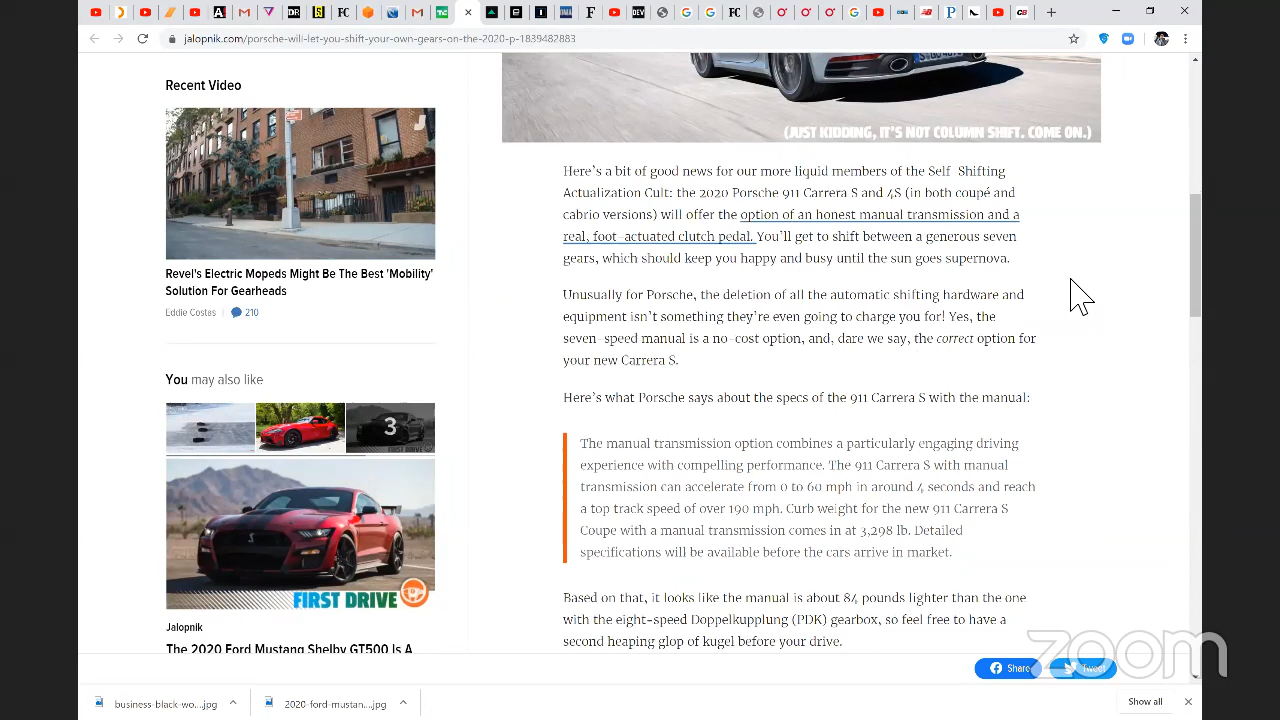 jalopnik.com/porsche-will-let-you-shift-your-own-gears-on-the-2020-p-1839482883
Recent Video
Revel's Electric Mopeds Might Be The Best 'Mobility'
Solution For Gearheads
Eddie Costas
210
You may also like
3
FIRST DRIVE
FIRST DRIVE
Jalopnik
The 2020 Ford Mustang Shelby GT500 Is A
(JUST KIDDING, IT'S NOT COLUMN SHIFT. COME ON.)
Here's a bit of good news for our more liquid members of the Self Shifting
Actualization Cult: the 2020 Porsche 911 Carrera S and 4S (in both coupé and
cabrio versions) will offer the option of an honest manual transmission and a
real, foot-actuated clutch pedal. You'll get to shift between a generous seven
gears, which should keep you happy and busy until the sun goes supernova.
Unusually for Porsche, the deletion of all the automatic shifting hardware and
equipment isn't something they're even going to charge you for! Yes, the
seven-speed manual is a no-cost option, and, dare we say, the correct option for
your new Carrera S.
Here's what Porsche says about the specs of the 911 Carrera S with the manual:
The manual transmission option combines a particularly engaging driving
experience with compelling performance. The 911 Carrera S with manual
transmission can accelerate from 0 to 60 mph in around 4 seconds and reach
a top track speed of over 190 mph. Curb weight for the new 911 Carrera S
Coupe with a manual transmission comes in at 3,298 lb. Detailed
specifications will be available before the cars arrive in market.
Based on that, it looks like the manual is about 84 pounds lighter than the one
with the eight-speed Doppelkupplung (PDK) gearbox, so feel free to have a
second heaping glop of kugel before your drive.
Share
Tweet
zoom
business-black-wo....jpg
2020-ford-mustan....jpg
Show all